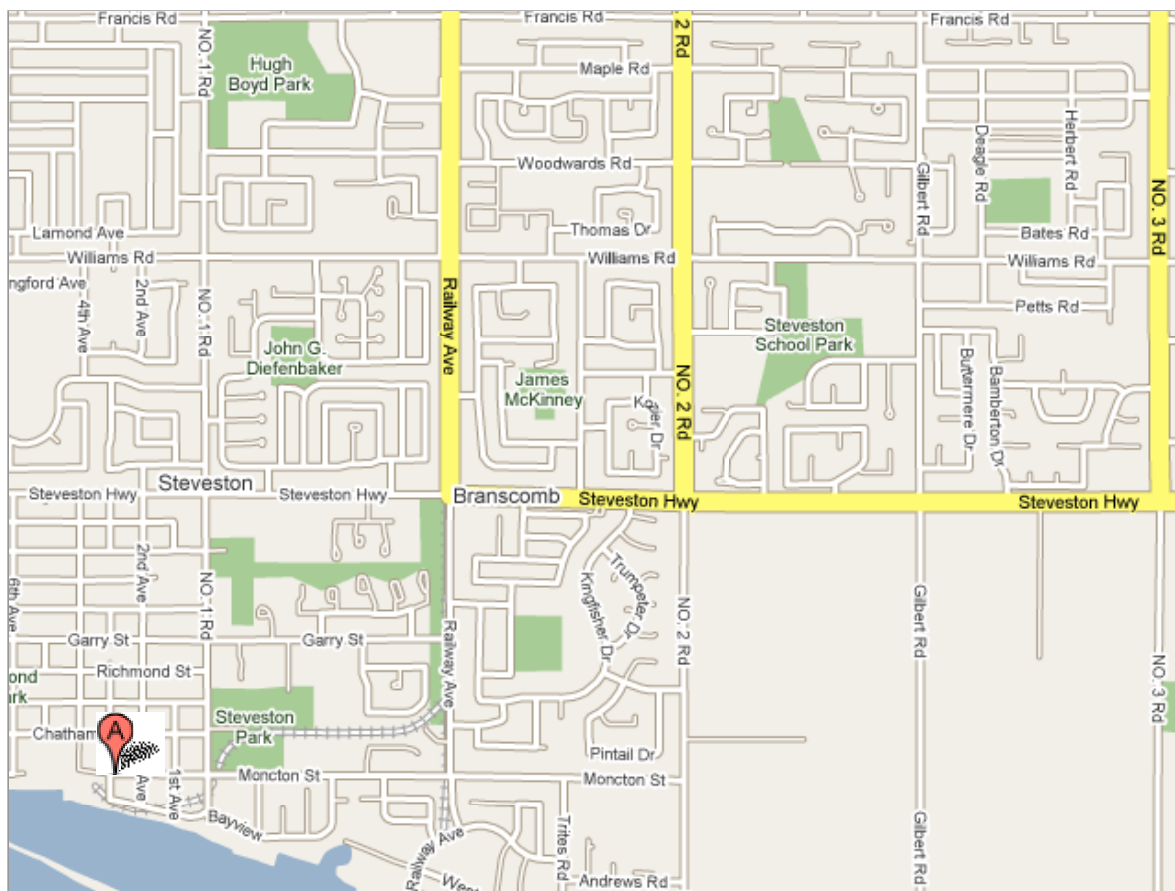 Francis Rd
Francis Rd
NO. 1 Rd
Hugh
Boyd Park
Maple Rd
2 Rd
Woodwards Rd
Gilbert Rd
Deagle Rd
Herbert Rd
NO. 3 Rd
Lamond Ave
Thomas Dr
Bates Rd
Williams Rd
Williams Rd
Williams Rd
ngford Ave
4th Ave
2nd Ave
NO. 1 Rd
Railway Ave
Petts Rd
John G.
Diefenbaker
Steveston
School Park
James
McKinney
NO. 2 Rd
Buttermere Dr
Bamberton Dr
Steveston
Steveston Hwy
Steveston Hwy
Branscomb
Steveston Hwy
Steveston Hwy
6th Ave
2nd Ave
NO. 1 Rd
Railway Ave
Kingfisher Dr
Trumpeter Dr
NO. 2 Rd
Gilbert Rd
NO. 3 Rd
Garry St
Garry St
Richmond St
ond
rk
Steveston
Park
Chatham
A
Pintail Dr
Ave
1st Ave
Moncton St
Moncton St
Bayview
Railway Ave
Trites Rd
Gilbert Rd
Andrews Rd